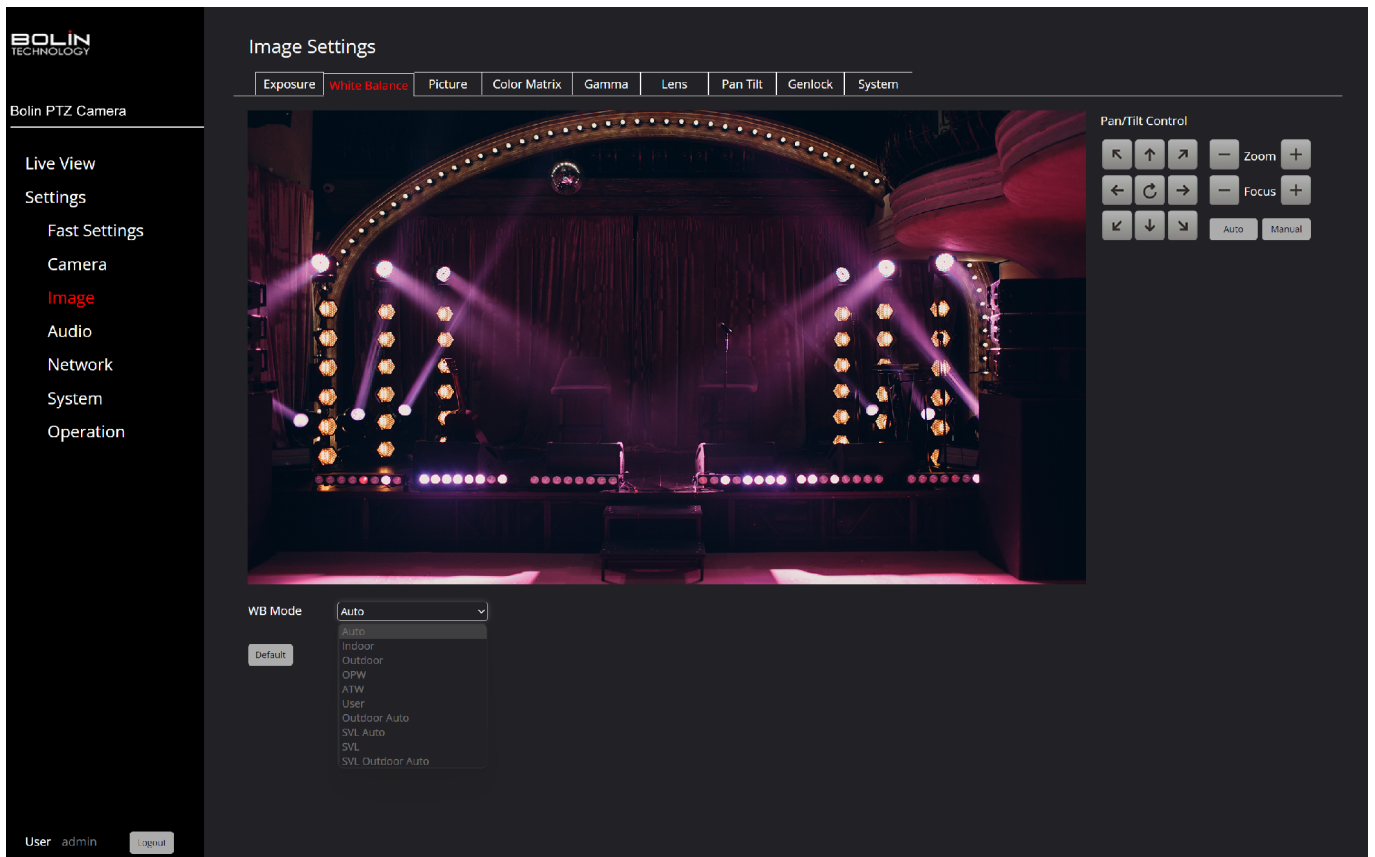 BOLIN
TECHNOLOGY
Bolin PTZ Camera
Live View
Settings
Fast Settings
Camera
Image
Audio
Network
System
Operation
User admin Logout
Image Settings
Exposure White Balance Picture Color Matrix Gamma Lens Pan Tilt Genlock System
Pan/Tilt Control
Zoom
Focus
Auto Manual
WB Mode Auto
Auto
Indoor
Outdoor
OPW
ATW
User
Outdoor Auto
SVL Auto
SVL
SVL Outdoor Auto
Default